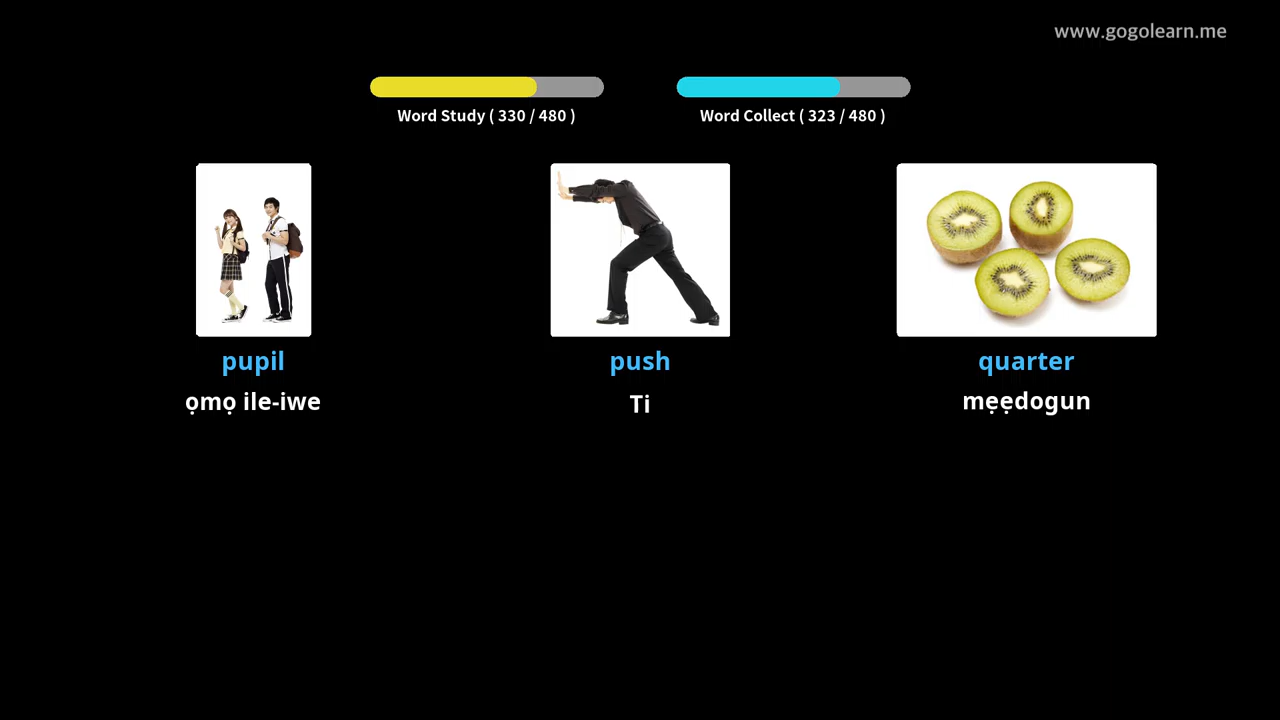 www.gogolearn.me
Word Study ( 330 / 480 )
Word Collect ( 323 / 480 )
pupil
ọmọ ile-iwe
push
Ti
quarter
mẹẹdogun